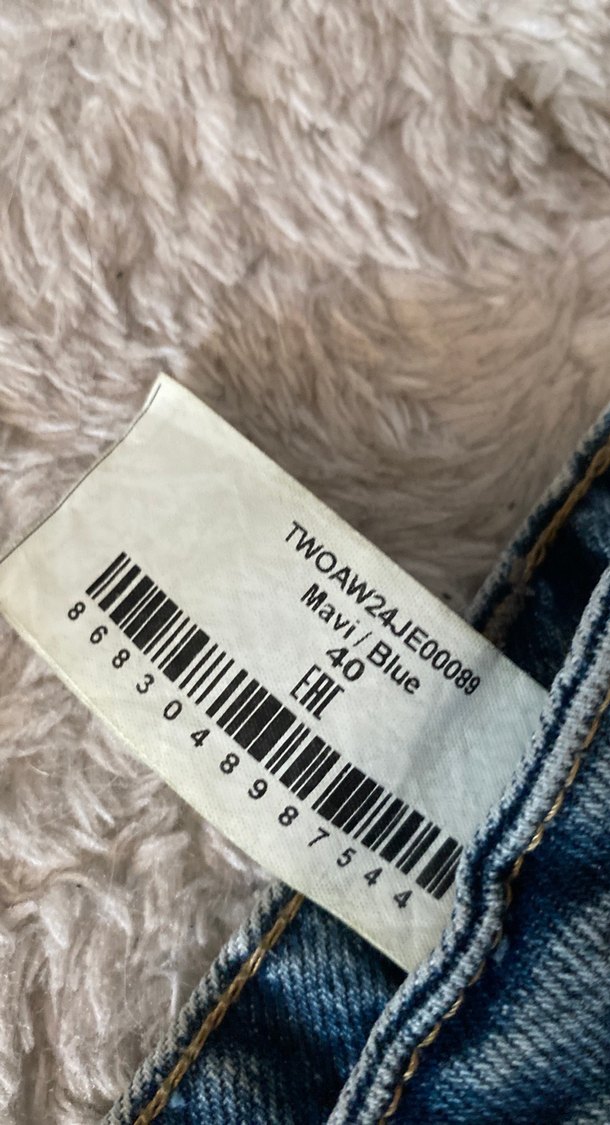 TWOAW24JE00089
Mavi / Blue
40
EAC
8683048987544